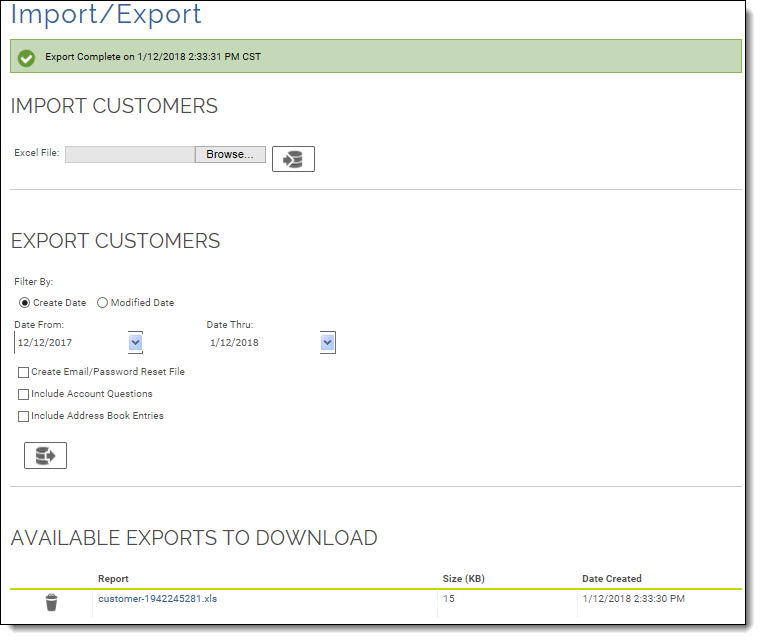 Import/Export
Export Complete on 1/12/2018 2:33:31 PM CST
IMPORT CUSTOMERS
Excel File: Browse...
EXPORT CUSTOMERS
Filter By:
Create Date Modified Date
Date From: Date Thru:
12/12/2017 1/12/2018
Create Email/Password Reset File
Include Account Questions
Include Address Book Entries
AVAILABLE EXPORTS TO DOWNLOAD
Report Size (KB) Date Created
customer-1942245281.xls 15 1/12/2018 2:33:30 PM